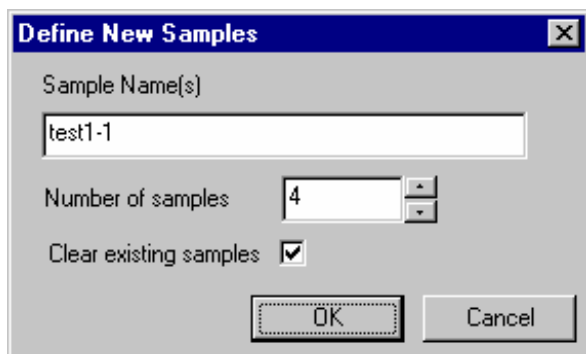 Define New Samples
Sample Name(s)
test1-1
Number of samples 4
Clear existing samples
OK Cancel